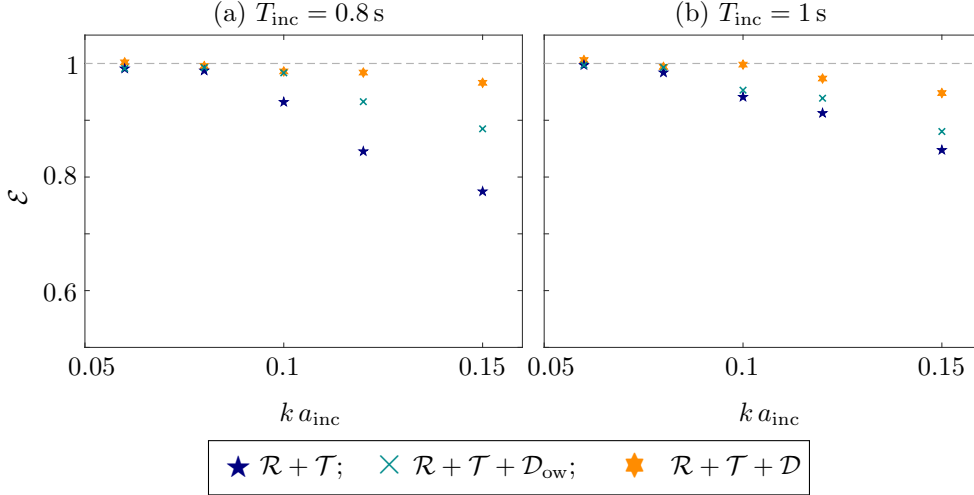 (a) T_inc = 0.8 s
(b) T_inc = 1 s
1
0.8
0.6
ℰ
0.05 0.1 0.15
0.05 0.1 0.15
k a_inc
k a_inc
ℛ + 𝒯; ℛ + 𝒯 + 𝒟_ow; ℛ + 𝒯 + 𝒟